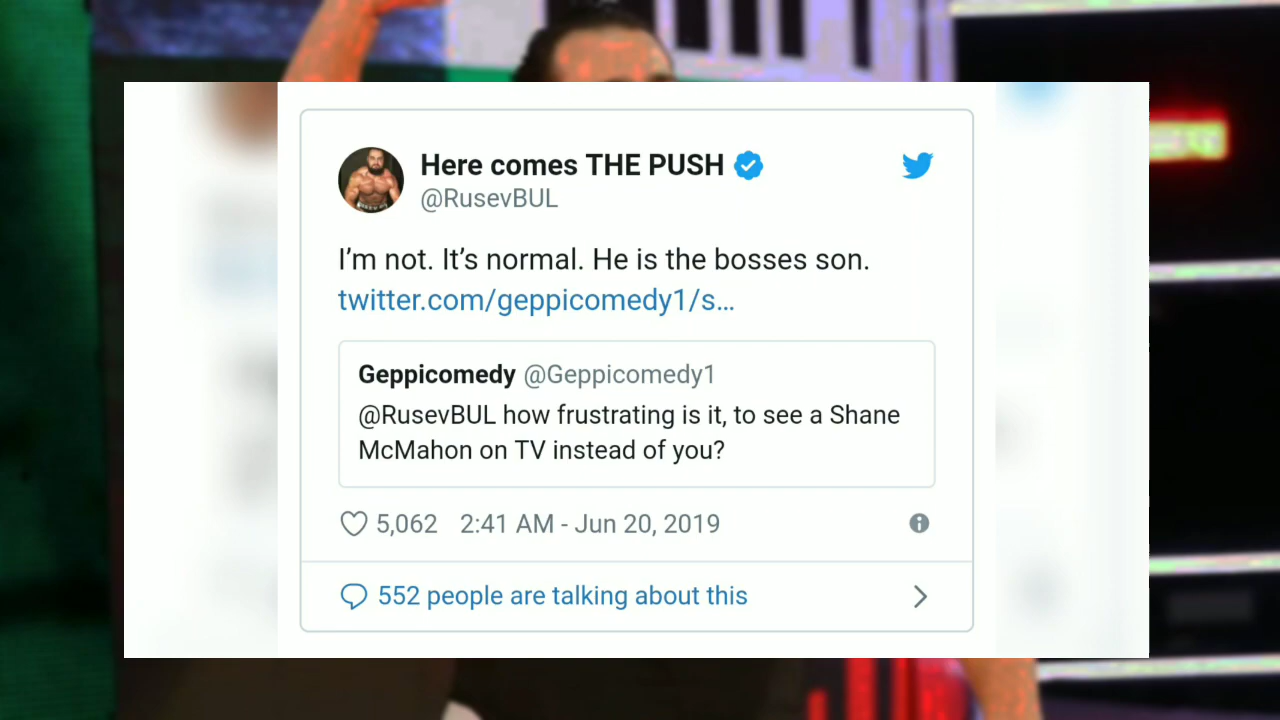 Here comes THE PUSH
@RusevBUL
I’m not. It’s normal. He is the bosses son.
twitter.com/geppicomedy1/s…
Geppicomedy @Geppicomedy1
@RusevBUL how frustrating is it, to see a Shane
McMahon on TV instead of you?
5,062 2:41 AM - Jun 20, 2019
552 people are talking about this